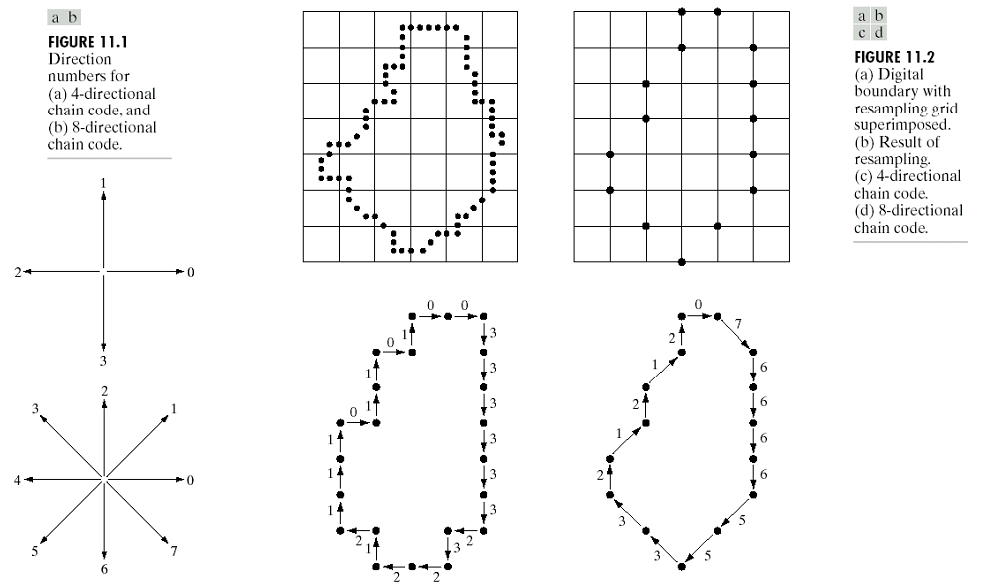 a b
FIGURE 11.1
Direction
numbers for
(a) 4-directional
chain code, and
(b) 8-directional
chain code.
1
2
0
3
2
3
1
4
0
5
7
6
a b
c d
FIGURE 11.2
(a) Digital
boundary with
resampling grid
superimposed.
(b) Result of
resampling.
(c) 4-directional
chain code.
(d) 8-directional
chain code.
0 0
1
3
0
1
3
1
3
0
1
3
1
3
1
3
2
2
1
3
2 2
0
2
7
1
6
2
6
1
6
2
6
3
5
3
5